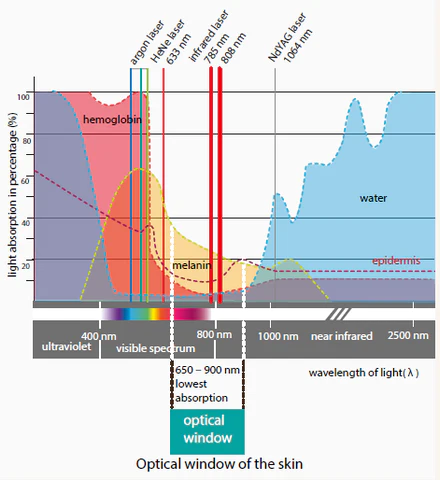 argon laser
HeNe laser
633 nm
infrared laser
785 nm
808 nm
NdYAG laser
1064 nm
light absorption in percentage (%)
100
80
60
40
20
hemoglobin
melanin
water
epidermis
400 nm
800 nm
1000 nm
2500 nm
ultraviolet
visible spectrum
near infrared
650 – 900 nm
lowest
absorption
wavelength of light(λ)
optical
window
Optical window of the skin